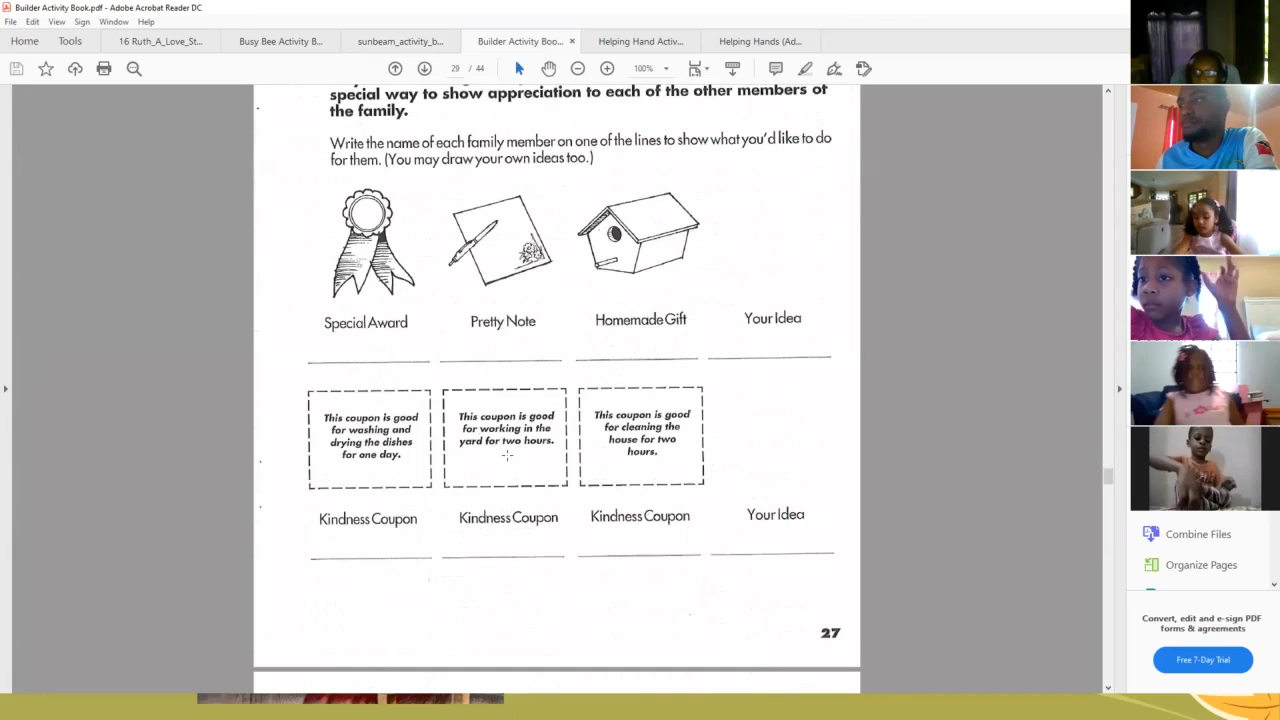 Builder Activity Book.pdf - Adobe Acrobat Reader DC
File Edit View Sign Window Help
Home Tools 16 Ruth_A_Love_St... Busy Bee Activity B... sunbeam_activity_b... Builder Activity Boo... × Helping Hand Activ... Helping Hands (Ad...
29 / 44 100%
special way to show appreciation to each of the other members of
the family.
Write the name of each family member on one of the lines to show what you'd like to do
for them. (You may draw your own ideas too.)
Special Award Pretty Note Homemade Gift Your Idea
This coupon is good
for washing and
drying the dishes
for one day.
This coupon is good
for working in the
yard for two hours.
This coupon is good
for cleaning the
house for two
hours.
Kindness Coupon Kindness Coupon Kindness Coupon Your Idea
27
Combine Files
Organize Pages
Convert, edit and e-sign PDF
forms & agreements
Free 7-Day Trial